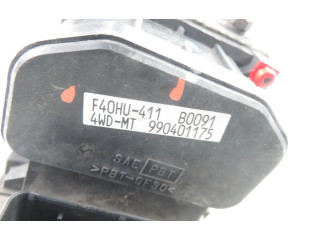 F40HU-411 B0091
4WD-MT 990401175
SAE PBT
>PBT-GF30<